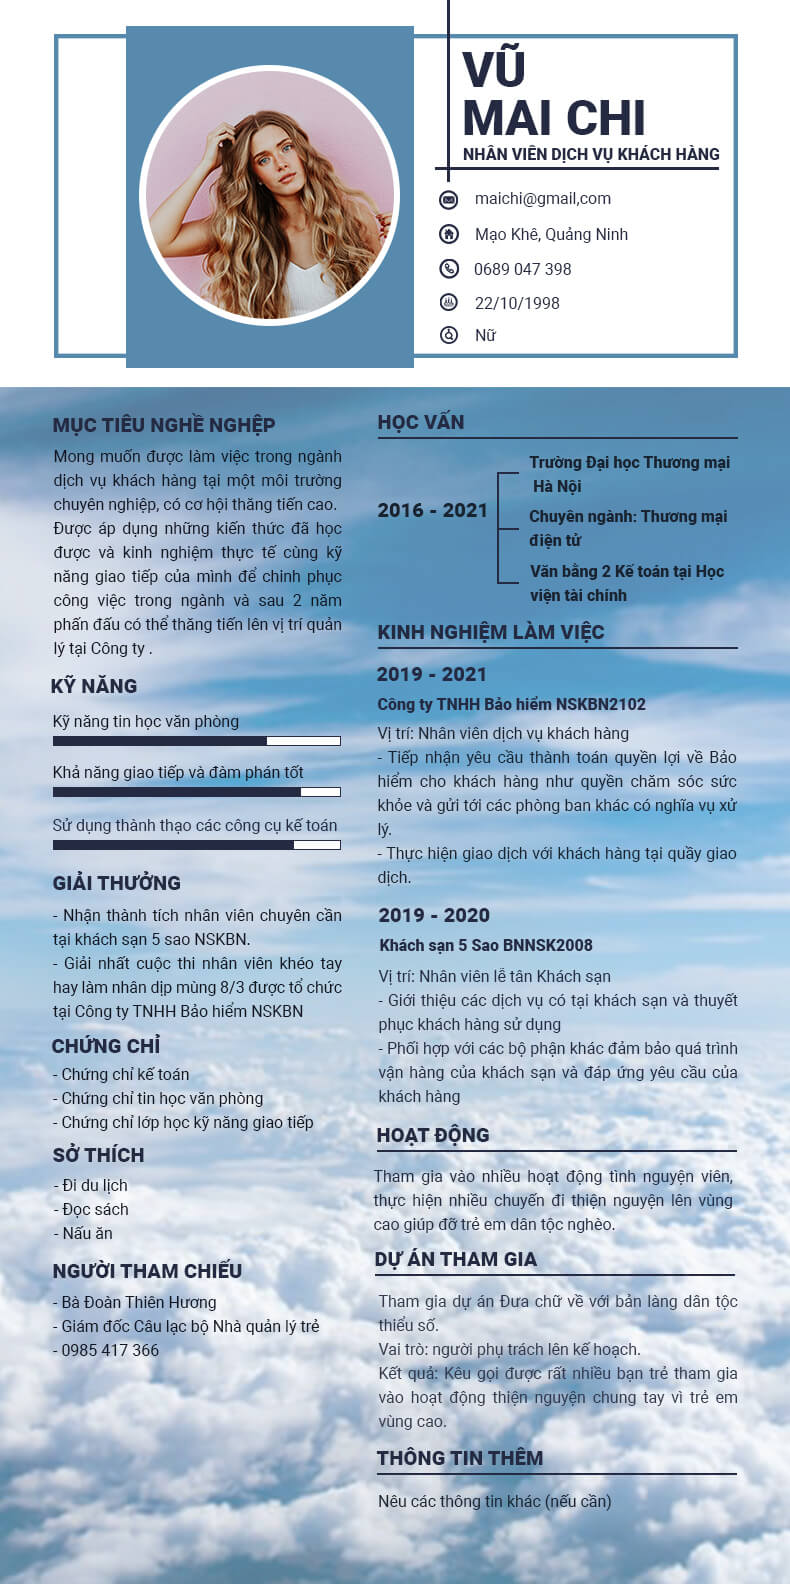 VŨ
MAI CHI
NHÂN VIÊN DỊCH VỤ KHÁCH HÀNG
maichi@gmail,com
Mạo Khê, Quảng Ninh
0689 047 398
22/10/1998
Nữ
MỤC TIÊU NGHỀ NGHỆP
Mong muốn được làm việc trong ngành
dịch vụ khách hàng tại một môi trường
chuyên nghiệp, có cơ hội thăng tiến cao.
Được áp dụng những kiến thức đã học
được và kinh nghiệm thực tế cùng kỹ
năng giao tiếp của mình để chinh phục
công việc trong ngành và sau 2 năm
phấn đấu có thể thăng tiến lên vị trí quản
lý tại Công ty .
KỸ NĂNG
Kỹ năng tin học văn phòng
Khả năng giao tiếp và đàm phán tốt
Sử dụng thành thạo các công cụ kế toán
GIẢI THƯỞNG
- Nhận thành tích nhân viên chuyên cần
tại khách sạn 5 sao NSKBN.
- Giải nhất cuộc thi nhân viên khéo tay
hay làm nhân dịp mùng 8/3 được tổ chức
tại Công ty TNHH Bảo hiểm NSKBN
CHỨNG CHỈ
- Chứng chỉ kế toán
- Chứng chỉ tin học văn phòng
- Chứng chỉ lớp học kỹ năng giao tiếp
SỞ THÍCH
- Đi du lịch
- Đọc sách
- Nấu ăn
NGƯỜI THAM CHIẾU
- Bà Đoàn Thiên Hương
- Giám đốc Câu lạc bộ Nhà quản lý trẻ
- 0985 417 366
HỌC VẤN
2016 - 2021
Trường Đại học Thương mại
Hà Nội
Chuyên ngành: Thương mại
điện tử
Văn bằng 2 Kế toán tại Học
viện tài chính
KINH NGHIỆM LÀM VIỆC
2019 - 2021
Công ty TNHH Bảo hiểm NSKBN2102
Vị trí: Nhân viên dịch vụ khách hàng
- Tiếp nhận yêu cầu thành toán quyền lợi về Bảo
hiểm cho khách hàng như quyền chăm sóc sức
khỏe và gửi tới các phòng ban khác có nghĩa vụ xử
lý.
- Thực hiện giao dịch với khách hàng tại quầy giao
dịch.
2019 - 2020
Khách sạn 5 Sao BNNSK2008
Vị trí: Nhân viên lễ tân Khách sạn
- Giới thiệu các dịch vụ có tại khách sạn và thuyết
phục khách hàng sử dụng
- Phối hợp với các bộ phận khác đảm bảo quá trình
vận hàng của khách sạn và đáp ứng yêu cầu của
khách hàng
HOẠT ĐỘNG
Tham gia vào nhiều hoạt động tình nguyện viên,
thực hiện nhiều chuyến đi thiện nguyện lên vùng
cao giúp đỡ trẻ em dân tộc nghèo.
DỰ ÁN THAM GIA
Tham gia dự án Đưa chữ về với bản làng dân tộc
thiểu số.
Vai trò: người phụ trách lên kế hoạch.
Kết quả: Kêu gọi được rất nhiều bạn trẻ tham gia
vào hoạt động thiện nguyện chung tay vì trẻ em
vùng cao.
THÔNG TIN THÊM
Nêu các thông tin khác (nếu cần)